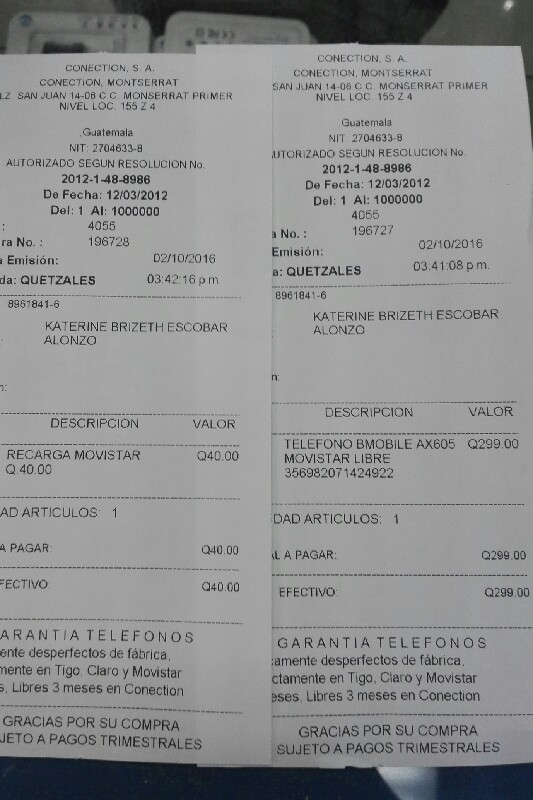 CONECTION, S. A.
CONECTION, MONTSERRAT
LZ SAN JUAN 14-06 C.C. MONSERRAT PRIMER
NIVEL LOC. 155 Z 4
,Guatemala
NIT: 2704633-8
AUTORIZADO SEGUN RESOLUCION No.
2012-1-48-8986
De Fecha: 12/03/2012
Del: 1 Al: 1000000
: 4055
ra No. : 196728
a Emisión: 02/10/2016
da: QUETZALES 03:42:16 p.m.
8961841-6
KATERINE BRIZETH ESCOBAR
ALONZO
n:
DESCRIPCION VALOR
RECARGA MOVISTAR Q40.00
Q.40.00
DAD ARTICULOS: 1
A PAGAR: Q40.00
FECTIVO: Q40.00
ARANTIA TELEFONOS
ente desperfectos de fábrica,
mente en Tigo, Claro y Movistar
s, Libres 3 meses en Conection
GRACIAS POR SU COMPRA
JETO A PAGOS TRIMESTRALES
CONECTION, S. A.
CONECTION, MONTSERRAT
SAN JUAN 14-06 C.C. MONSERRAT PRIMER
NIVEL LOC. 155 Z 4
,Guatemala
NIT: 2704633-8
UTORIZADO SEGUN RESOLUCION No.
2012-1-48-8986
De Fecha: 12/03/2012
Del: 1 Al: 1000000
4055
a No. : 196727
Emisión: 02/10/2016
a: QUETZALES 03:41:08 p.m.
8961841-6
KATERINE BRIZETH ESCOBAR
ALONZO
n:
DESCRIPCION VALOR
TELEFONO BMOBILE AX605 Q299.00
MOVISTAR LIBRE
356982071424922
DAD ARTICULOS: 1
L A PAGAR: Q299.00
EFECTIVO: Q299.00
GARANTIA TELEFONOS
amente desperfectos de fábrica,
ctamente en Tigo, Claro y Movistar
eses, Libres 3 meses en Conection
GRACIAS POR SU COMPRA
SUJETO A PAGOS TRIMESTRALES